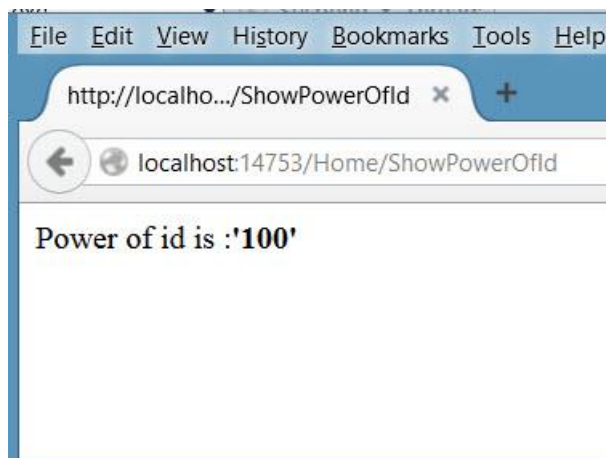 File Edit View History Bookmarks Tools Help
http://localho.../ShowPowerOfId
localhost:14753/Home/ShowPowerOfId
Power of id is :'100'